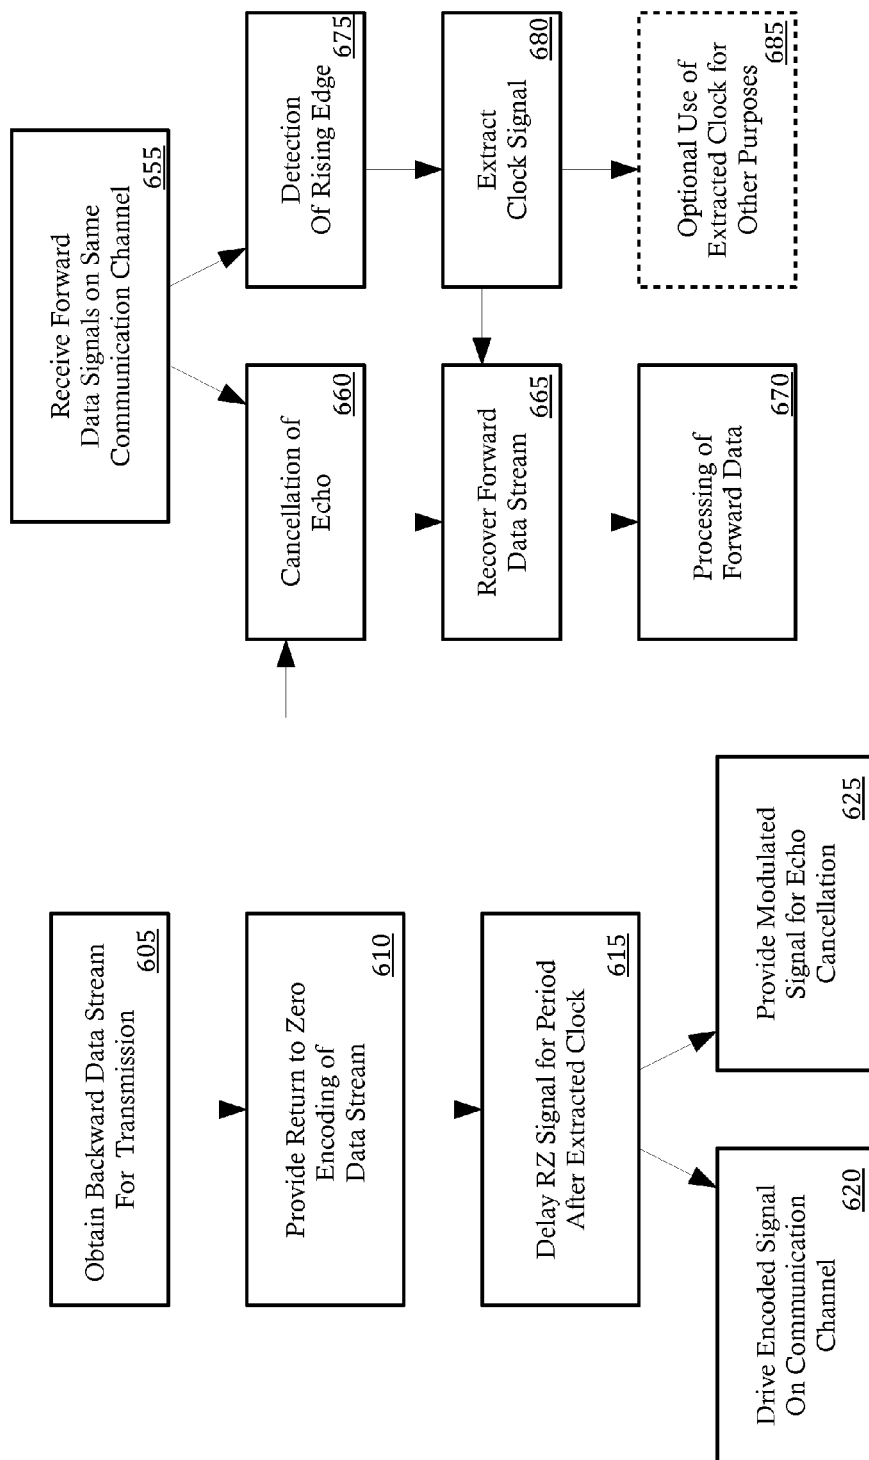 Obtain Backward Data Stream
For Transmission
605
Provide Return to Zero
Encoding of
Data Stream
610
Delay RZ Signal for Period
After Extracted Clock
615
Drive Encoded Signal
On Communication
Channel
620
Provide Modulated
Signal for Echo
Cancellation
625
Receive Forward
Data Signals on Same
Communication Channel
655
Cancellation of
Echo
660
Recover Forward
Data Stream
665
Processing of
Forward Data
670
Detection
Of Rising Edge
675
Extract
Clock Signal
680
Optional Use of
Extracted Clock for
Other Purposes
685